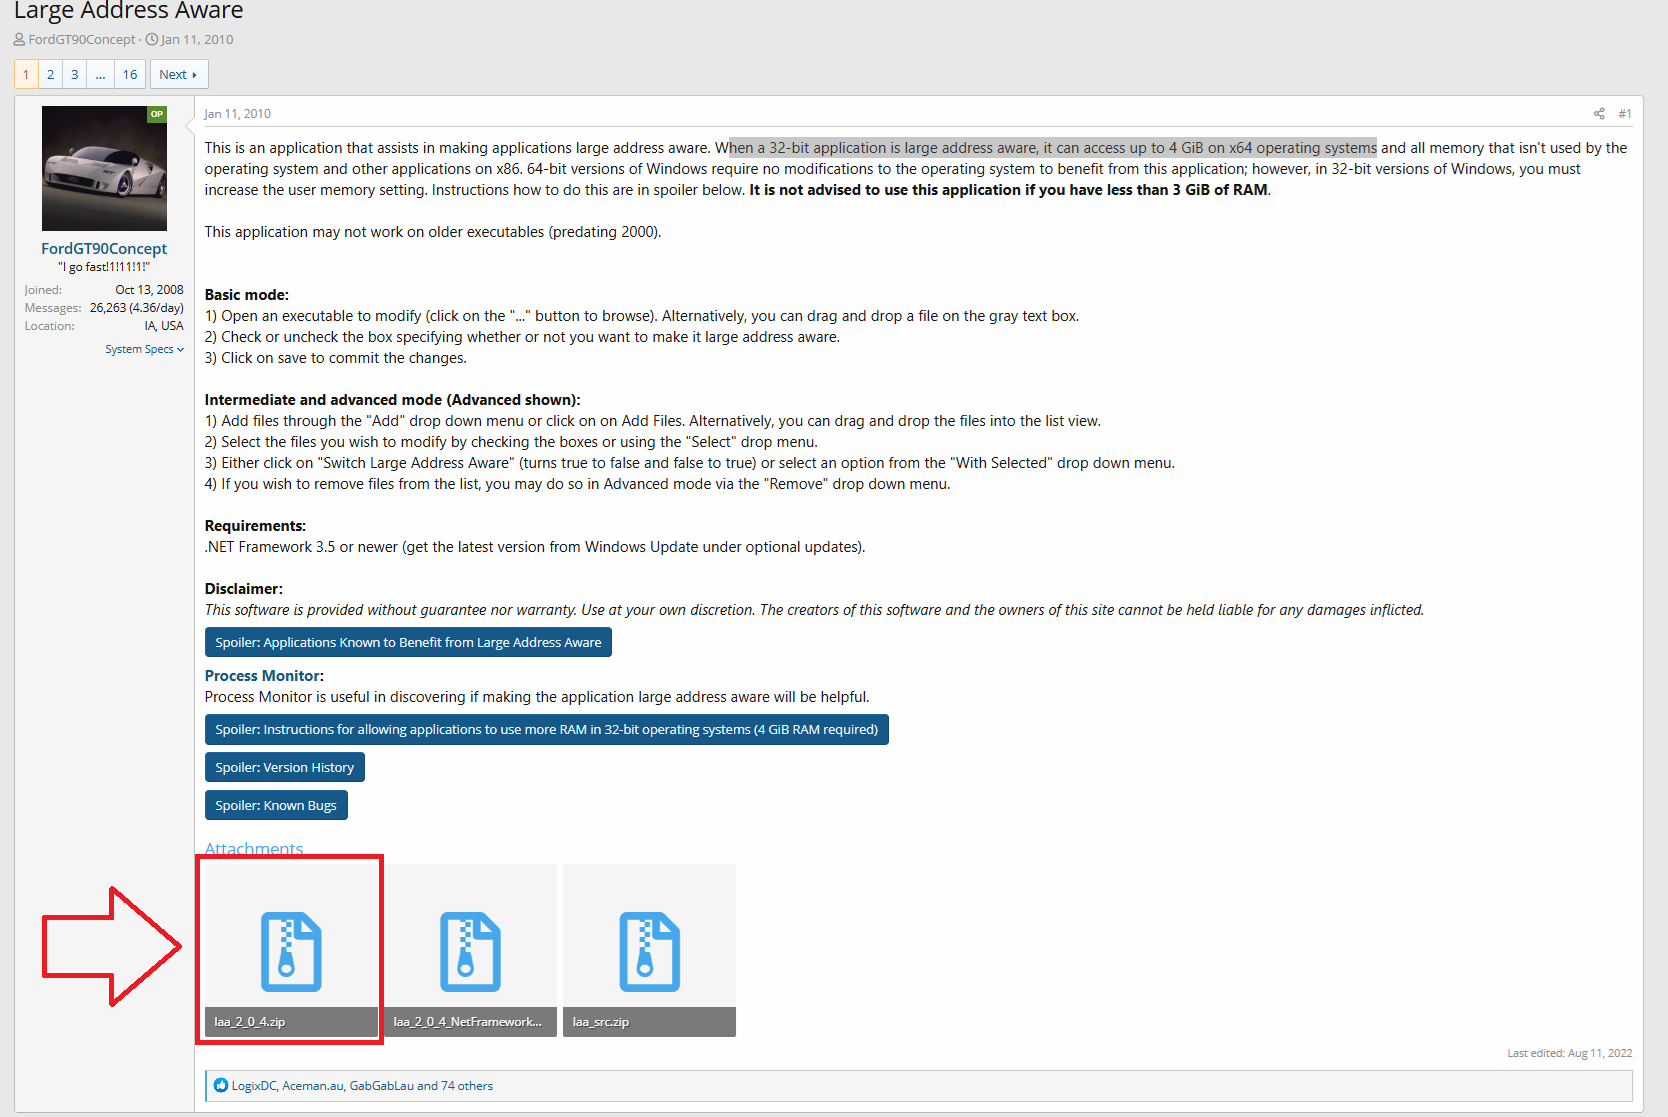 Large Address Aware
FordGT90Concept · Jan 11, 2010
1 2 3 ... 16 Next
OP
FordGT90Concept
"I go fast!1!11!1!"
Joined: Oct 13, 2008
Messages: 26,263 (4.36/day)
Location: IA, USA
System Specs
Jan 11, 2010 #1
This is an application that assists in making applications large address aware. When a 32-bit application is large address aware, it can access up to 4 GiB on x64 operating systems and all memory that isn't used by the
operating system and other applications on x86. 64-bit versions of Windows require no modifications to the operating system to benefit from this application; however, in 32-bit versions of Windows, you must
increase the user memory setting. Instructions how to do this are in spoiler below. It is not advised to use this application if you have less than 3 GiB of RAM.
This application may not work on older executables (predating 2000).
Basic mode:
1) Open an executable to modify (click on the "..." button to browse). Alternatively, you can drag and drop a file on the gray text box.
2) Check or uncheck the box specifying whether or not you want to make it large address aware.
3) Click on save to commit the changes.
Intermediate and advanced mode (Advanced shown):
1) Add files through the "Add" drop down menu or click on on Add Files. Alternatively, you can drag and drop the files into the list view.
2) Select the files you wish to modify by checking the boxes or using the "Select" drop menu.
3) Either click on "Switch Large Address Aware" (turns true to false and false to true) or select an option from the "With Selected" drop down menu.
4) If you wish to remove files from the list, you may do so in Advanced mode via the "Remove" drop down menu.
Requirements:
.NET Framework 3.5 or newer (get the latest version from Windows Update under optional updates).
Disclaimer:
This software is provided without guarantee nor warranty. Use at your own discretion. The creators of this software and the owners of this site cannot be held liable for any damages inflicted.
Spoiler: Applications Known to Benefit from Large Address Aware
Process Monitor:
Process Monitor is useful in discovering if making the application large address aware will be helpful.
Spoiler: Instructions for allowing applications to use more RAM in 32-bit operating systems (4 GiB RAM required)
Spoiler: Version History
Spoiler: Known Bugs
Attachments
laa_2_0_4.zip
laa_2_0_4_NetFramework...
laa_src.zip
Last edited: Aug 11, 2022
LogixDC, Aceman.au, GabGabLau and 74 others